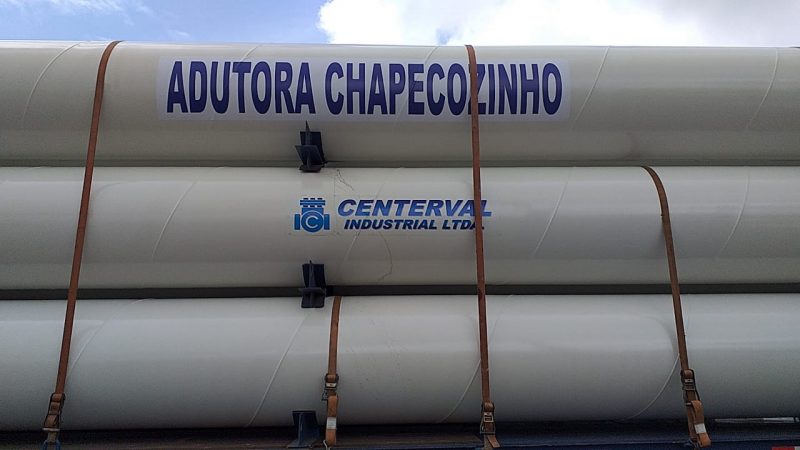 ADUTORA CHAPECOZINHO
CENTERVAL
INDUSTRIAL LTDA.